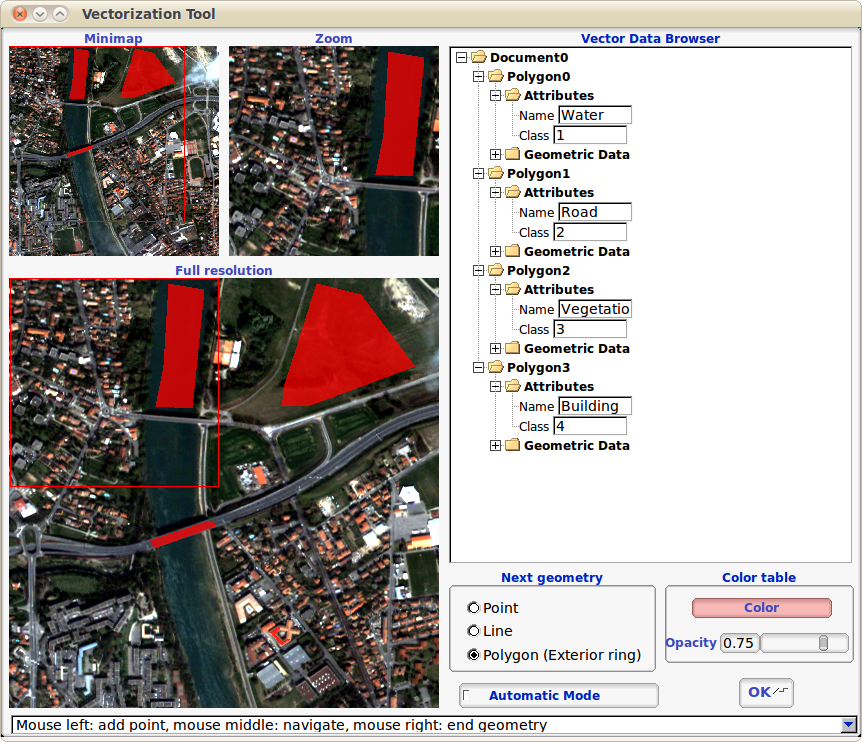 Vectorization Tool
Minimap
Zoom
Vector Data Browser
Document0
Polygon0
Attributes
Name Water
Class 1
Geometric Data
Polygon1
Attributes
Name Road
Class 2
Geometric Data
Polygon2
Attributes
Name Vegetatio
Class 3
Geometric Data
Polygon3
Attributes
Name Building
Class 4
Geometric Data
Full resolution
Next geometry
Point
Line
Polygon (Exterior ring)
Color table
Color
Opacity 0.75
Automatic Mode
OK
Mouse left: add point, mouse middle: navigate, mouse right: end geometry